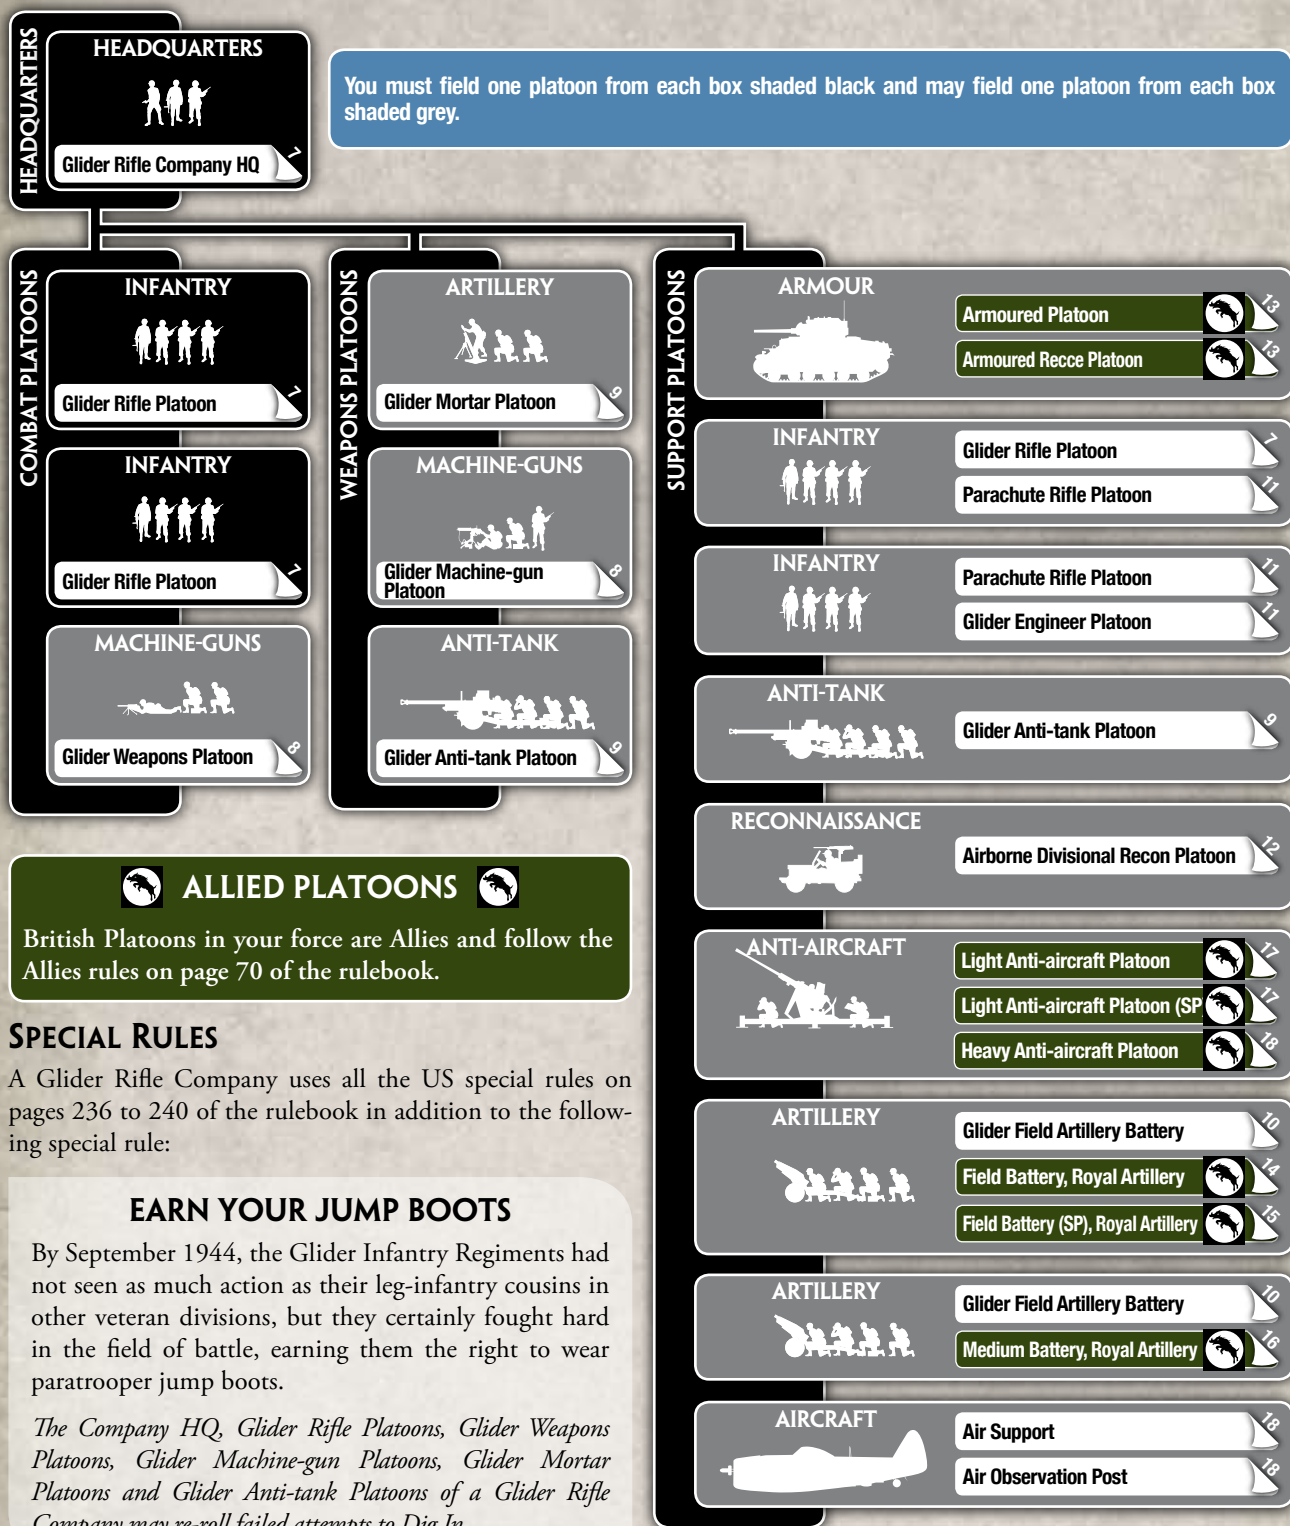 HEADQUARTERS
HEADQUARTERS
Glider Rifle Company HQ
7
You must field one platoon from each box shaded black and may field one platoon from each box
shaded grey.
COMBAT PLATOONS
INFANTRY
Glider Rifle Platoon
7
INFANTRY
Glider Rifle Platoon
7
MACHINE-GUNS
Glider Weapons Platoon
8
WEAPONS PLATOONS
ARTILLERY
Glider Mortar Platoon
9
MACHINE-GUNS
Glider Machine-gun
Platoon
8
ANTI-TANK
Glider Anti-tank Platoon
9
SUPPORT PLATOONS
ARMOUR
Armoured Platoon
13
Armoured Recce Platoon
13
INFANTRY
Glider Rifle Platoon
7
Parachute Rifle Platoon
11
INFANTRY
Parachute Rifle Platoon
11
Glider Engineer Platoon
11
ANTI-TANK
Glider Anti-tank Platoon
9
RECONNAISSANCE
Airborne Divisional Recon Platoon
12
ANTI-AIRCRAFT
Light Anti-aircraft Platoon
17
Light Anti-aircraft Platoon (SP
17
Heavy Anti-aircraft Platoon
18
ARTILLERY
Glider Field Artillery Battery
10
Field Battery, Royal Artillery
14
Field Battery (SP), Royal Artillery
15
ARTILLERY
Glider Field Artillery Battery
10
Medium Battery, Royal Artillery
16
AIRCRAFT
Air Support
18
Air Observation Post
18
ALLIED PLATOONS
British Platoons in your force are Allies and follow the
Allies rules on page 70 of the rulebook.
SPECIAL RULES
A Glider Rifle Company uses all the US special rules on
pages 236 to 240 of the rulebook in addition to the follow-
ing special rule:
EARN YOUR JUMP BOOTS
By September 1944, the Glider Infantry Regiments had
not seen as much action as their leg-infantry cousins in
other veteran divisions, but they certainly fought hard
in the field of battle, earning them the right to wear
paratrooper jump boots.
The Company HQ, Glider Rifle Platoons, Glider Weapons
Platoons, Glider Machine-gun Platoons, Glider Mortar
Platoons and Glider Anti-tank Platoons of a Glider Rifle
Company may re-roll failed attempts to Dig In